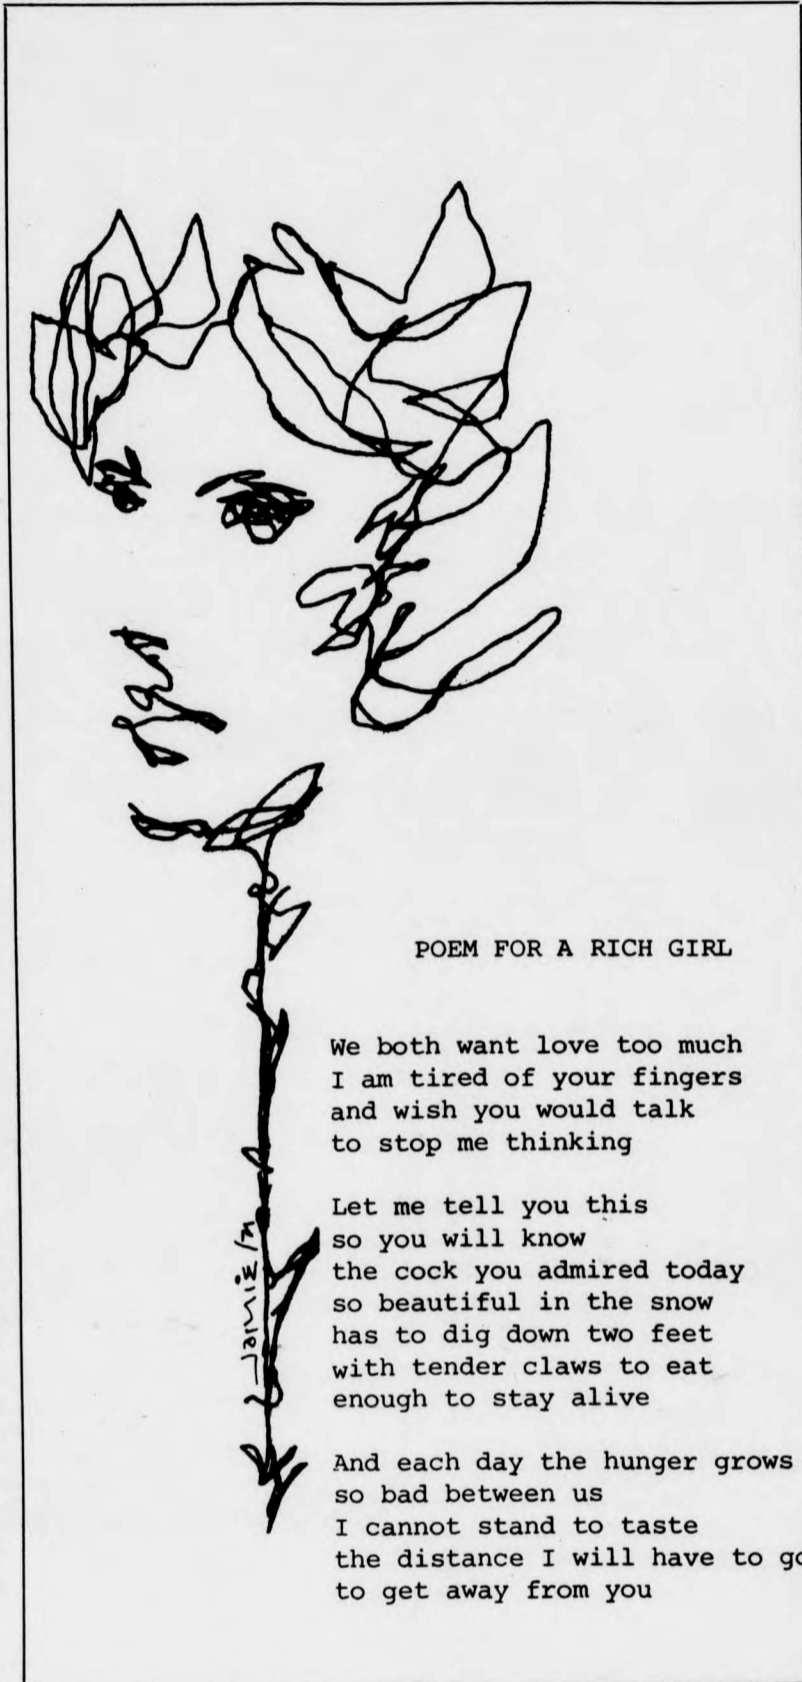 POEM FOR A RICH GIRL
We both want love too much
I am tired of your fingers
and wish you would talk
to stop me thinking
Let me tell you this
so you will know
the cock you admired today
so beautiful in the snow
has to dig down two feet
with tender claws to eat
enough to stay alive
And each day the hunger grows
so bad between us
I cannot stand to taste
the distance I will have to go
to get away from you